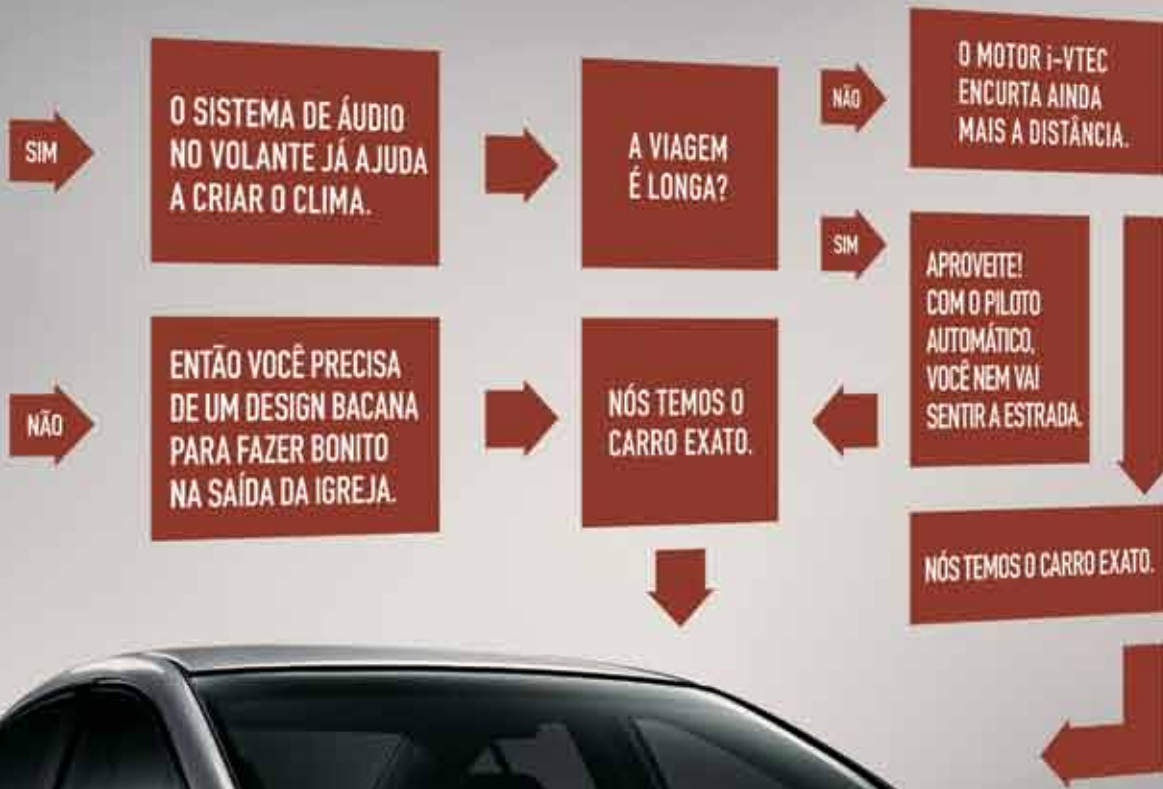 SIM
O SISTEMA DE ÁUDIO
NO VOLANTE JÁ AJUDA
A CRIAR O CLIMA.
A VIAGEM
É LONGA?
NÃO
O MOTOR i-VTEC
ENCURTA AINDA
MAIS A DISTÂNCIA.
SIM
APROVEITE!
COM O PILOTO
AUTOMÁTICO,
VOCÊ NEM VAI
SENTIR A ESTRADA.
NÃO
ENTÃO VOCÊ PRECISA
DE UM DESIGN BACANA
PARA FAZER BONITO
NA SAÍDA DA IGREJA.
NÓS TEMOS O
CARRO EXATO.
NÓS TEMOS O CARRO EXATO.